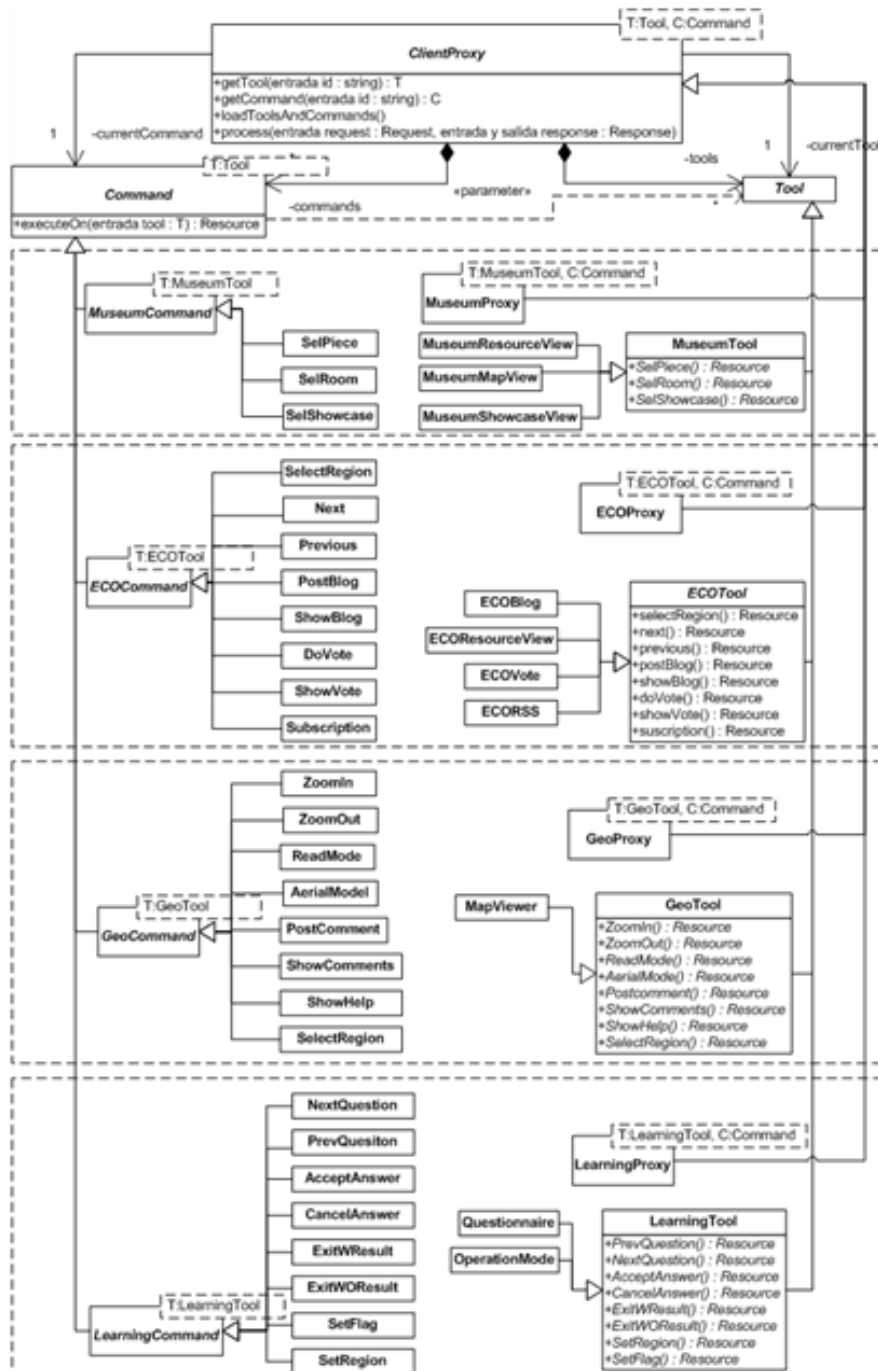 T:Tool, C:Command
ClientProxy
+getTool(entrada id : string) : T
+getCommand(entrada id : string) : C
+loadToolsAndCommands()
+process(entrada request : Request, entrada y salida response : Response)
1
-currentCommand
-tools
1
-currentTool
T:Tool
Command
+executeOn(entrada tool : T) : Resource
-commands
«parameter»
*
Tool
T:MuseumTool
MuseumCommand
SelPiece
SelRoom
SelShowcase
T:MuseumTool, C:Command
MuseumProxy
MuseumResourceView
MuseumMapView
MuseumShowcaseView
MuseumTool
+SelPiece() : Resource
+SelRoom() : Resource
+SelShowcase() : Resource
T:ECOTool
ECOCommand
SelectRegion
Next
Previous
PostBlog
ShowBlog
DoVote
ShowVote
Subscription
T:ECOTool, C:Command
ECOProxy
ECOBlog
ECOResourceView
ECOVote
ECORSS
ECOTool
+selectRegion() : Resource
+next() : Resource
+previous() : Resource
+postBlog() : Resource
+showBlog() : Resource
+doVote() : Resource
+showVote() : Resource
+suscription() : Resource
T:GeoTool
GeoCommand
ZoomIn
ZoomOut
ReadMode
AerialModel
PostComment
ShowComments
ShowHelp
SelectRegion
T:GeoTool, C:Command
GeoProxy
MapViewer
GeoTool
+ZoomIn() : Resource
+ZoomOut() : Resource
+ReadMode() : Resource
+AerialMode() : Resource
+Postcomment() : Resource
+ShowComments() : Resource
+ShowHelp() : Resource
+SelectRegion() : Resource
T:LearningTool
LearningCommand
NextQuestion
PrevQuesiton
AcceptAnswer
CancelAnswer
ExitWResult
ExitWOResult
SetFlag
SetRegion
T:LearningTool, C:Command
LearningProxy
Questionnaire
OperationMode
LearningTool
+PrevQuestion() : Resource
+NextQuestion() : Resource
+AcceptAnswer() : Resource
+CancelAnswer() : Resource
+ExitWResult() : Resource
+ExitWOResult() : Resource
+SetRegion() : Resource
+SetFlag() : Resource